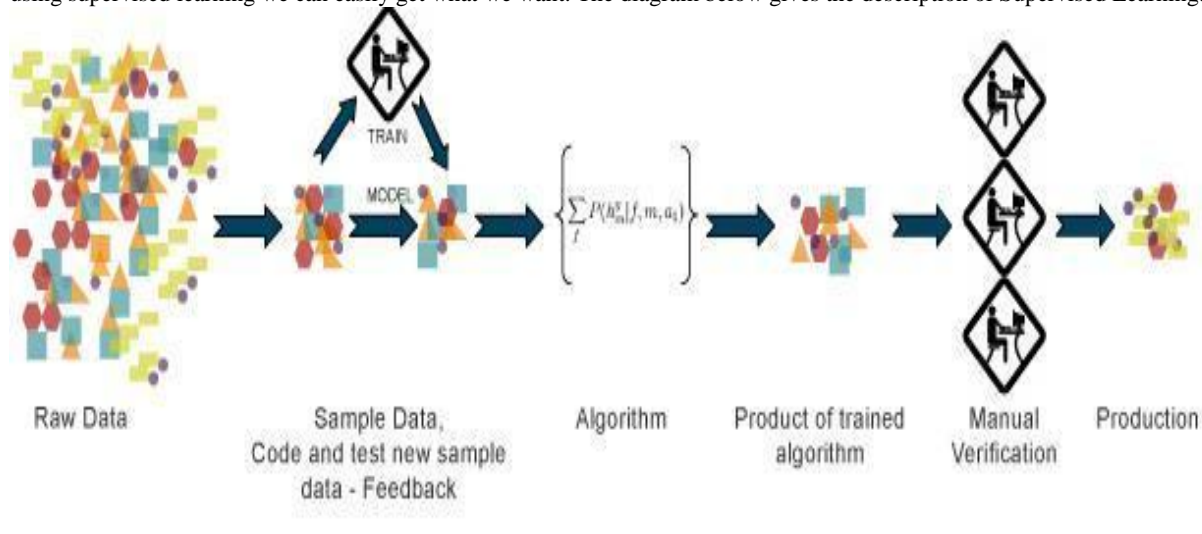 using supervised learning we can easily get what we want. The diagram below gives the description of Supervised Learning.
TRAIN
MODEL
∑ P(h
f
|f, m, a
Raw Data
Sample Data,
Code and test new sample
data - Feedback
Algorithm
Product of trained
algorithm
Manual
Verification
Production